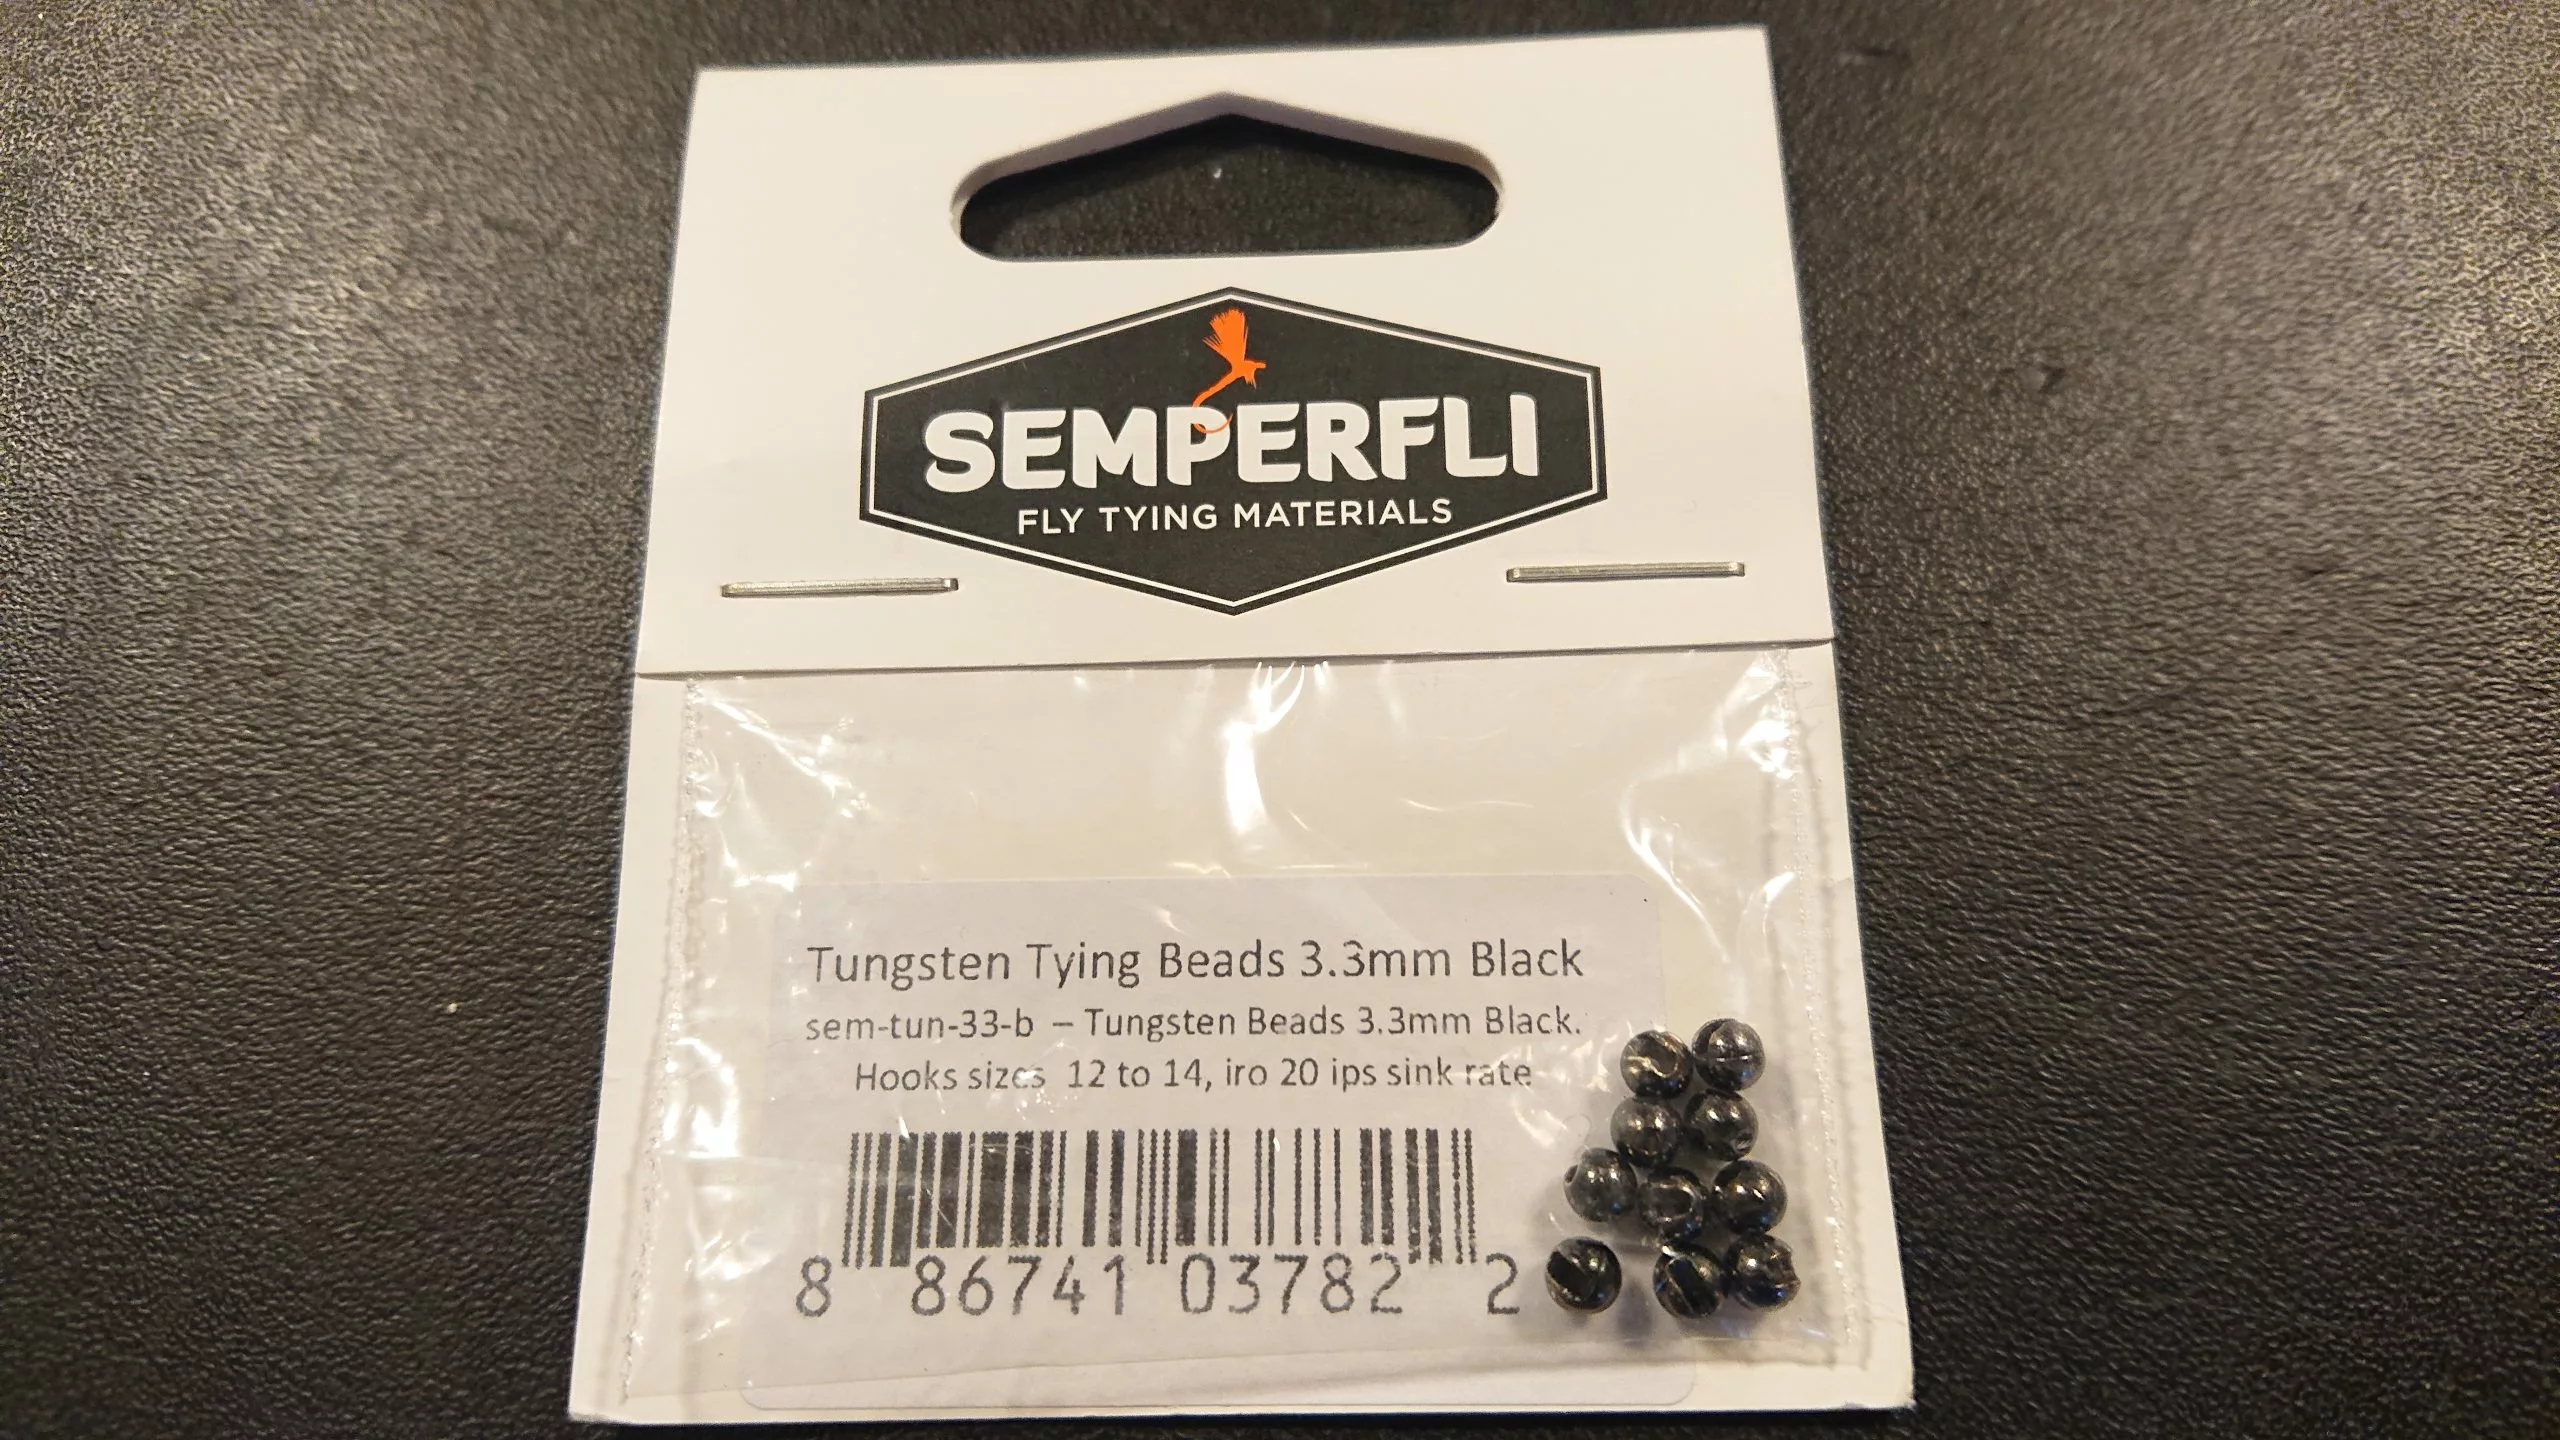 SEMPERFLI
FLY TYING MATERIALS
Tungsten Tying Beads 3.3mm Black
sem-tun-33-b – Tungsten Beads 3.3mm Black.
Hooks sizes 12 to 14, iro 20 ips sink rate
8 86741 03782 2